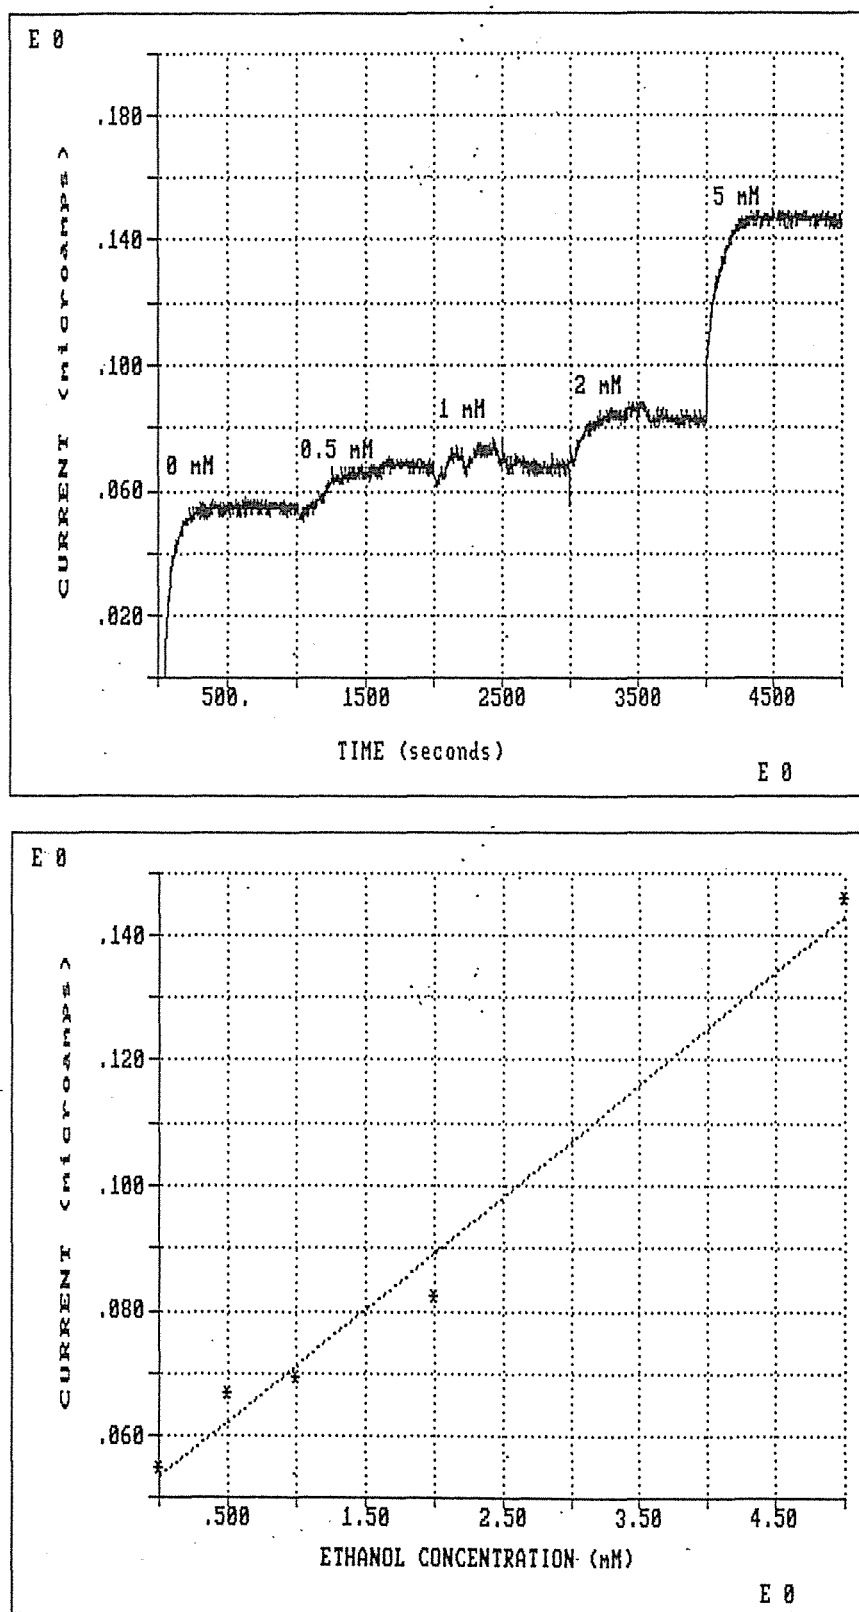 E 0
.180
5 mM
.140
CURRENT (microamps)
.100
2 mM
1 mM
0.5 mM
0 mM
.060
.020
500. 1500 2500 3500 4500
TIME (seconds)
E 0
E 0
.140
CURRENT (microamps)
.120
.100
.080
.060
.500 1.50 2.50 3.50 4.50
ETHANOL CONCENTRATION (mM)
E 0